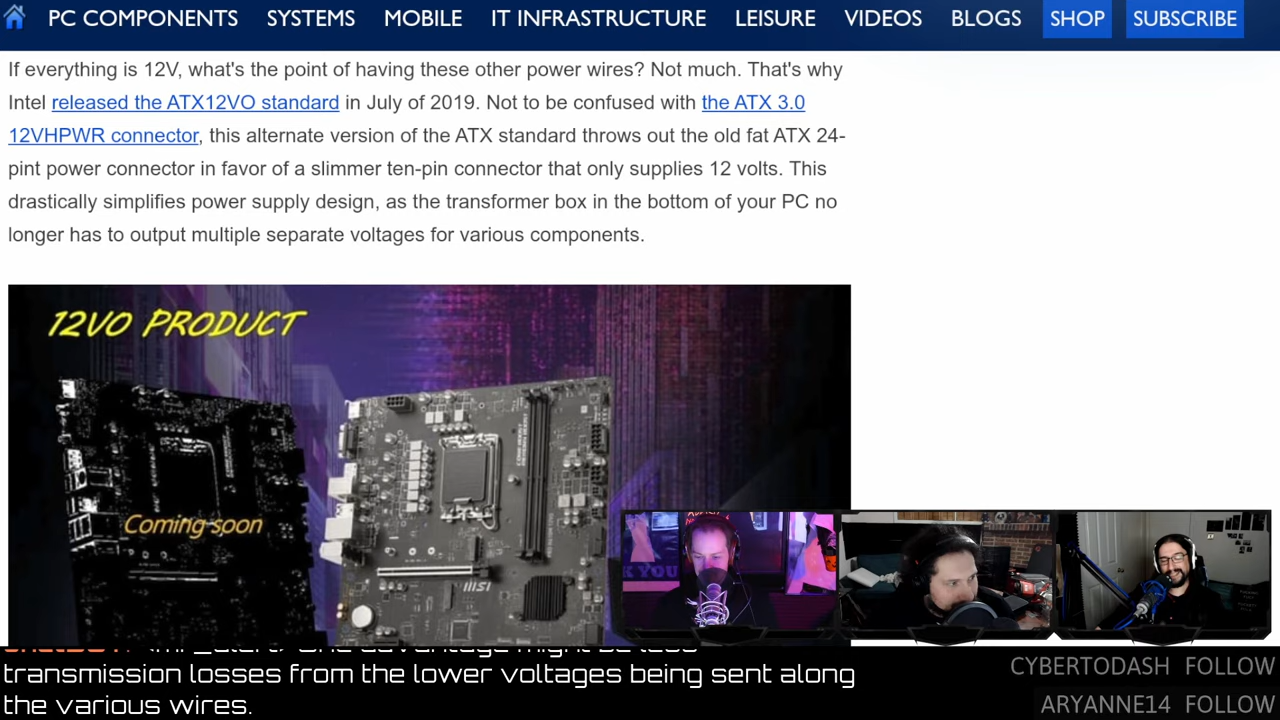 PC COMPONENTS SYSTEMS MOBILE IT INFRASTRUCTURE LEISURE VIDEOS BLOGS SHOP SUBSCRIBE
If everything is 12V, what's the point of having these other power wires? Not much. That's why
Intel released the ATX12VO standard in July of 2019. Not to be confused with the ATX 3.0
12VHPWR connector, this alternate version of the ATX standard throws out the old fat ATX 24-
pint power connector in favor of a slimmer ten-pin connector that only supplies 12 volts. This
drastically simplifies power supply design, as the transformer box in the bottom of your PC no
longer has to output multiple separate voltages for various components.
12VO PRODUCT
Coming soon
msi
K YOU
one advantage might be less
transmission losses from the lower voltages being sent along
the various wires.
CYBERTODASH FOLLOW
ARYANNE14 FOLLOW